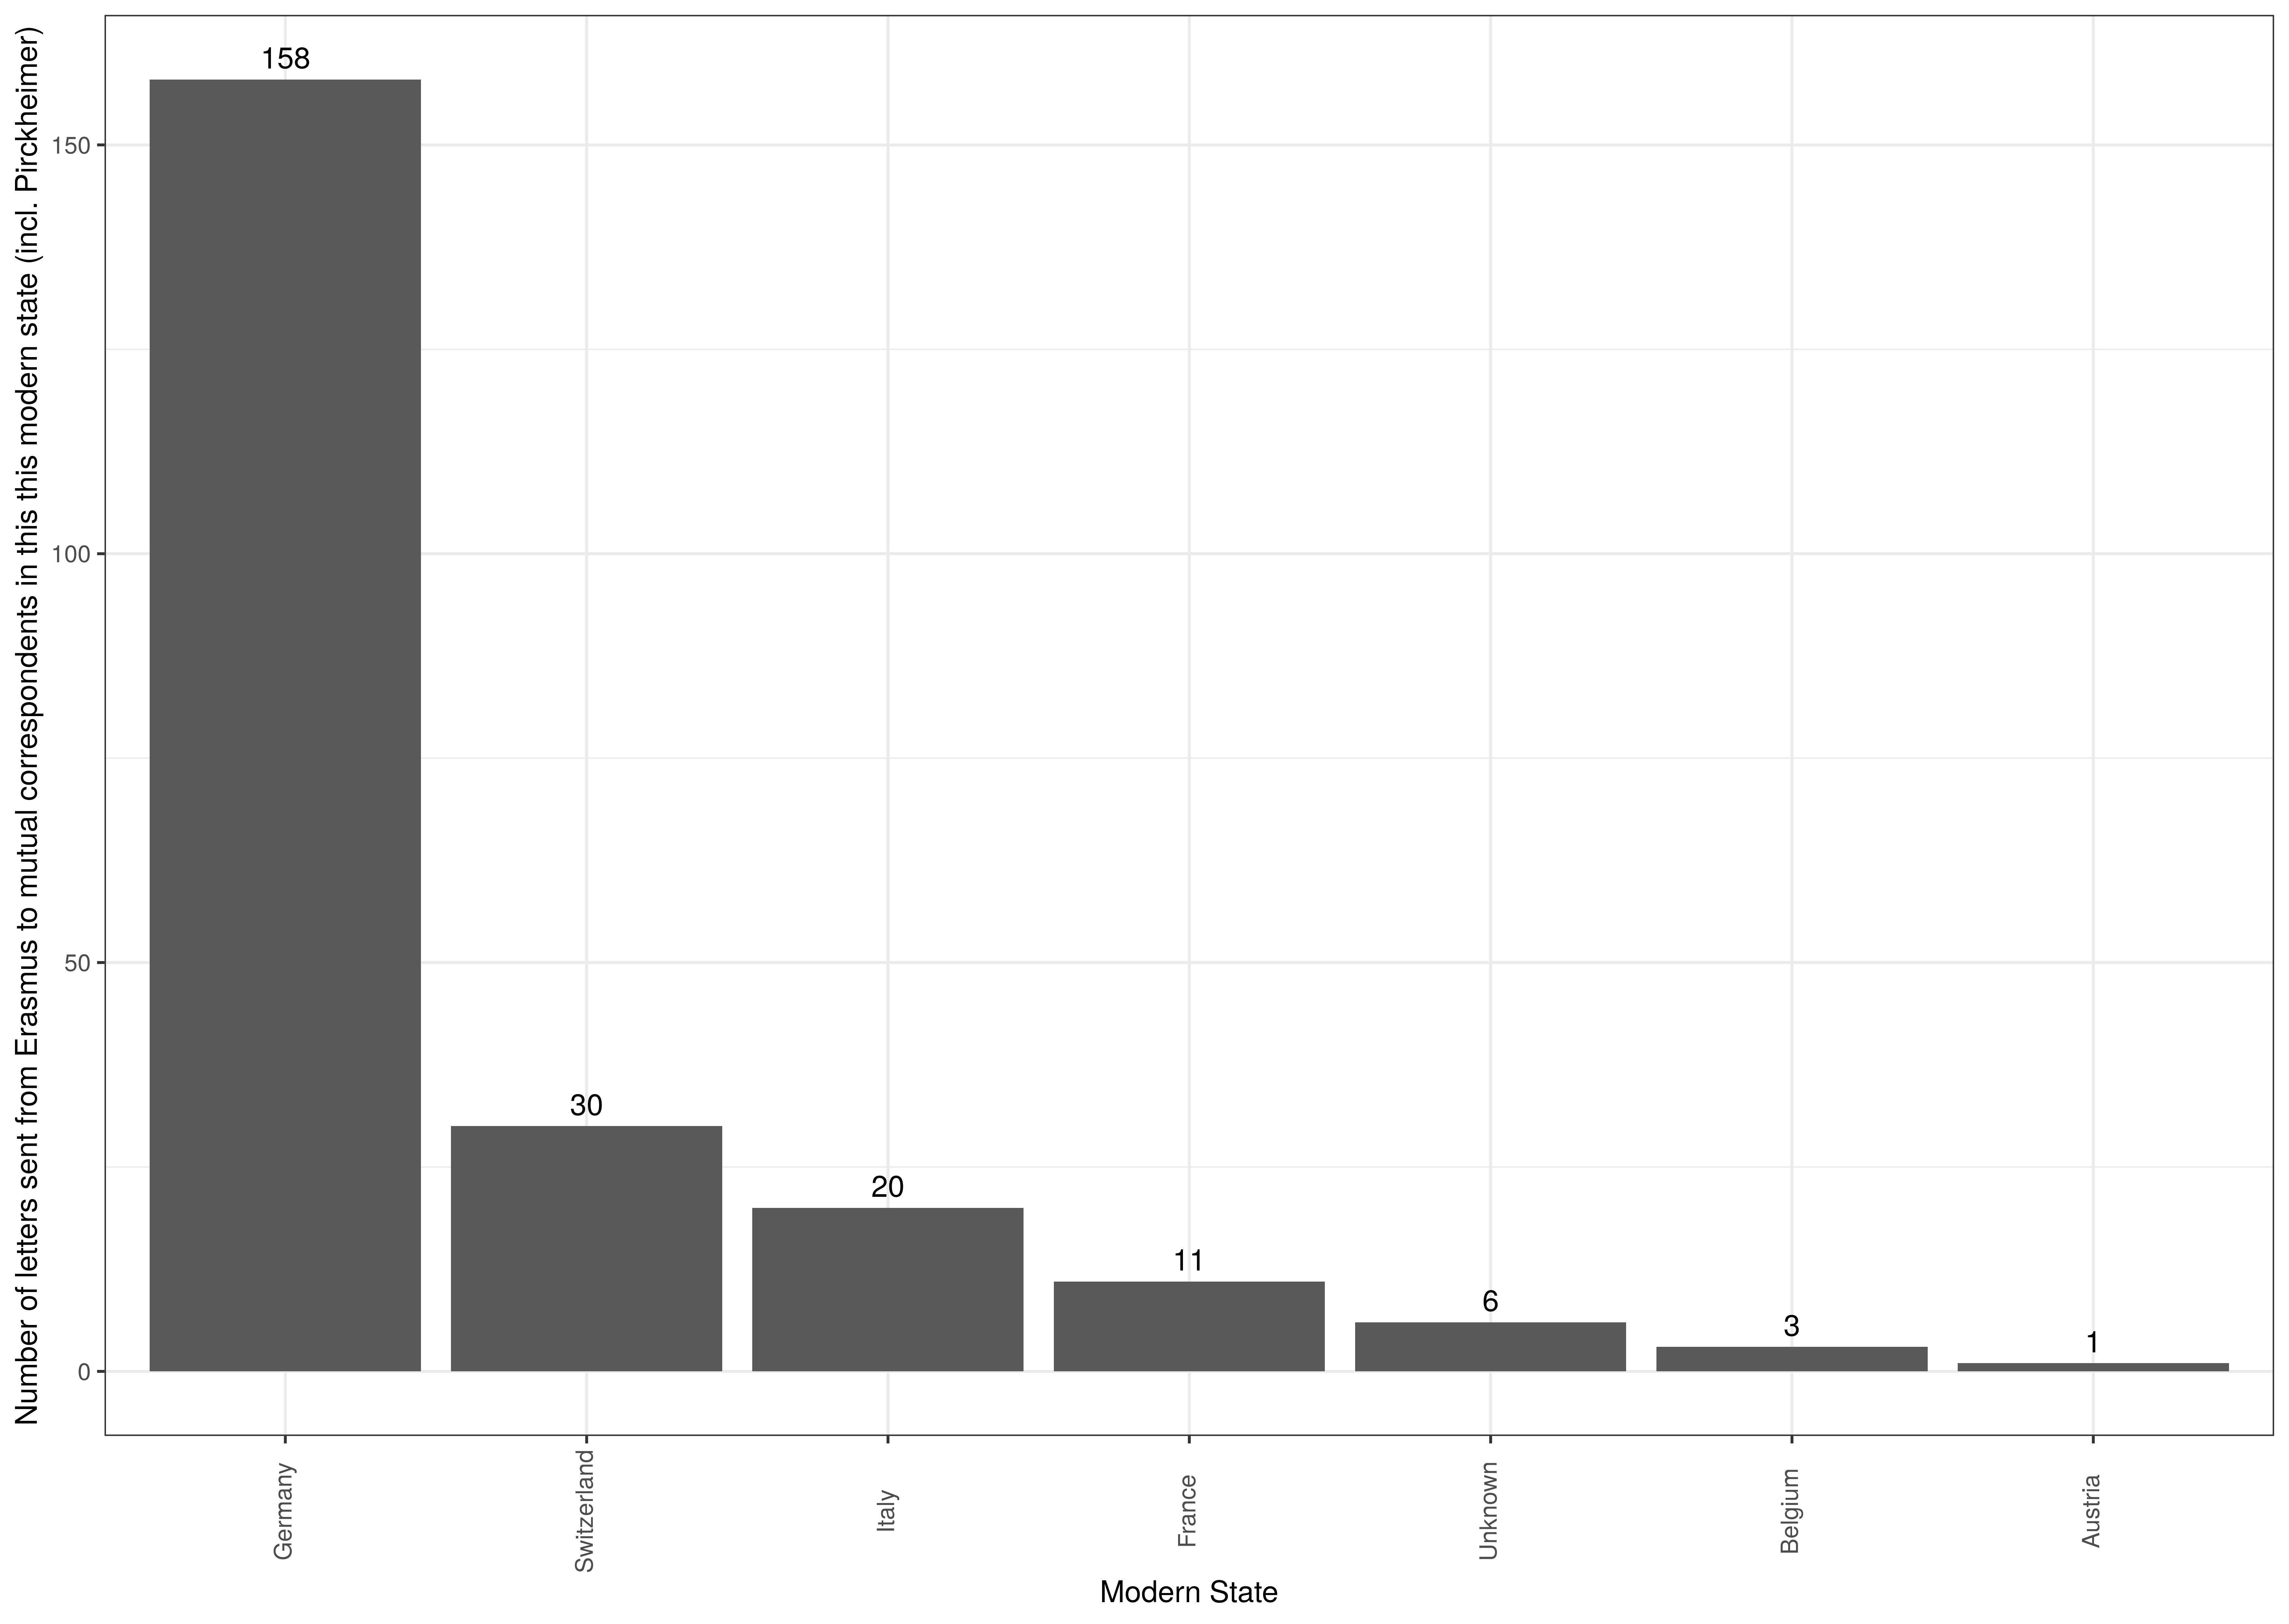 Number of letters sent from Erasmus to mutual correspondents in this this modern state (incl. Pirckheimer)
150
100
50
0
158
30
20
11
6
3
1
Germany
Switzerland
Italy
France
Unknown
Belgium
Austria
Modern State